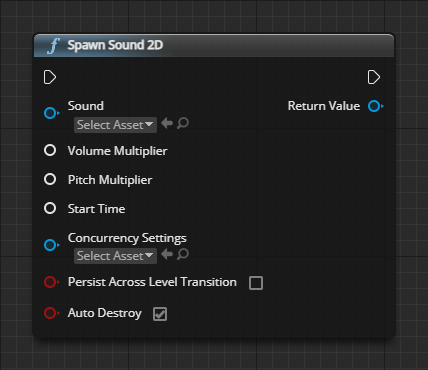 f Spawn Sound 2D
Sound
Return Value
Select Asset
Volume Multiplier
Pitch Multiplier
Start Time
Concurrency Settings
Select Asset
Persist Across Level Transition
Auto Destroy